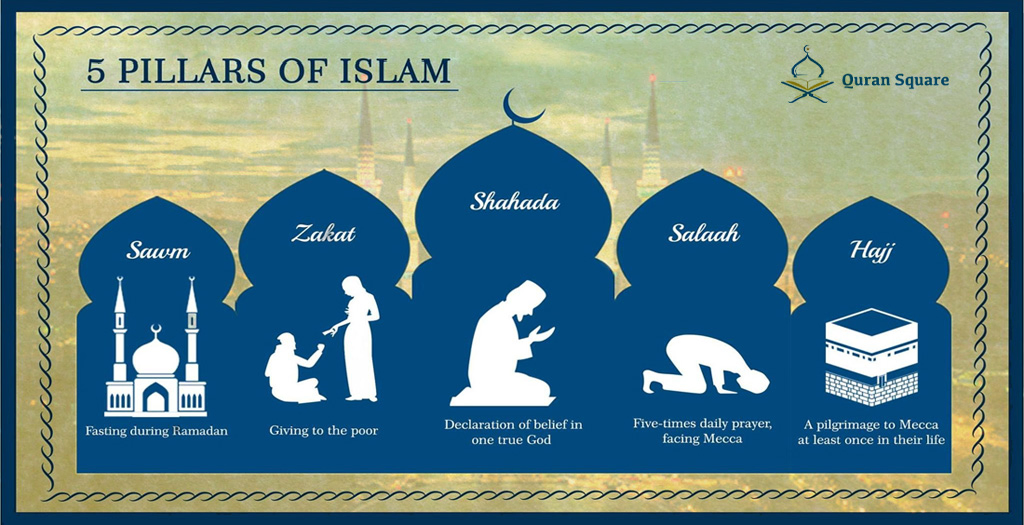 5 PILLARS OF ISLAM
Quran Square
Sawm
Zakat
Shahada
Salaah
Hajj
Fasting during Ramadan
Giving to the poor
Declaration of belief in
one true God
Five-times daily prayer,
facing Mecca
A pilgrimage to Mecca
at least once in their life